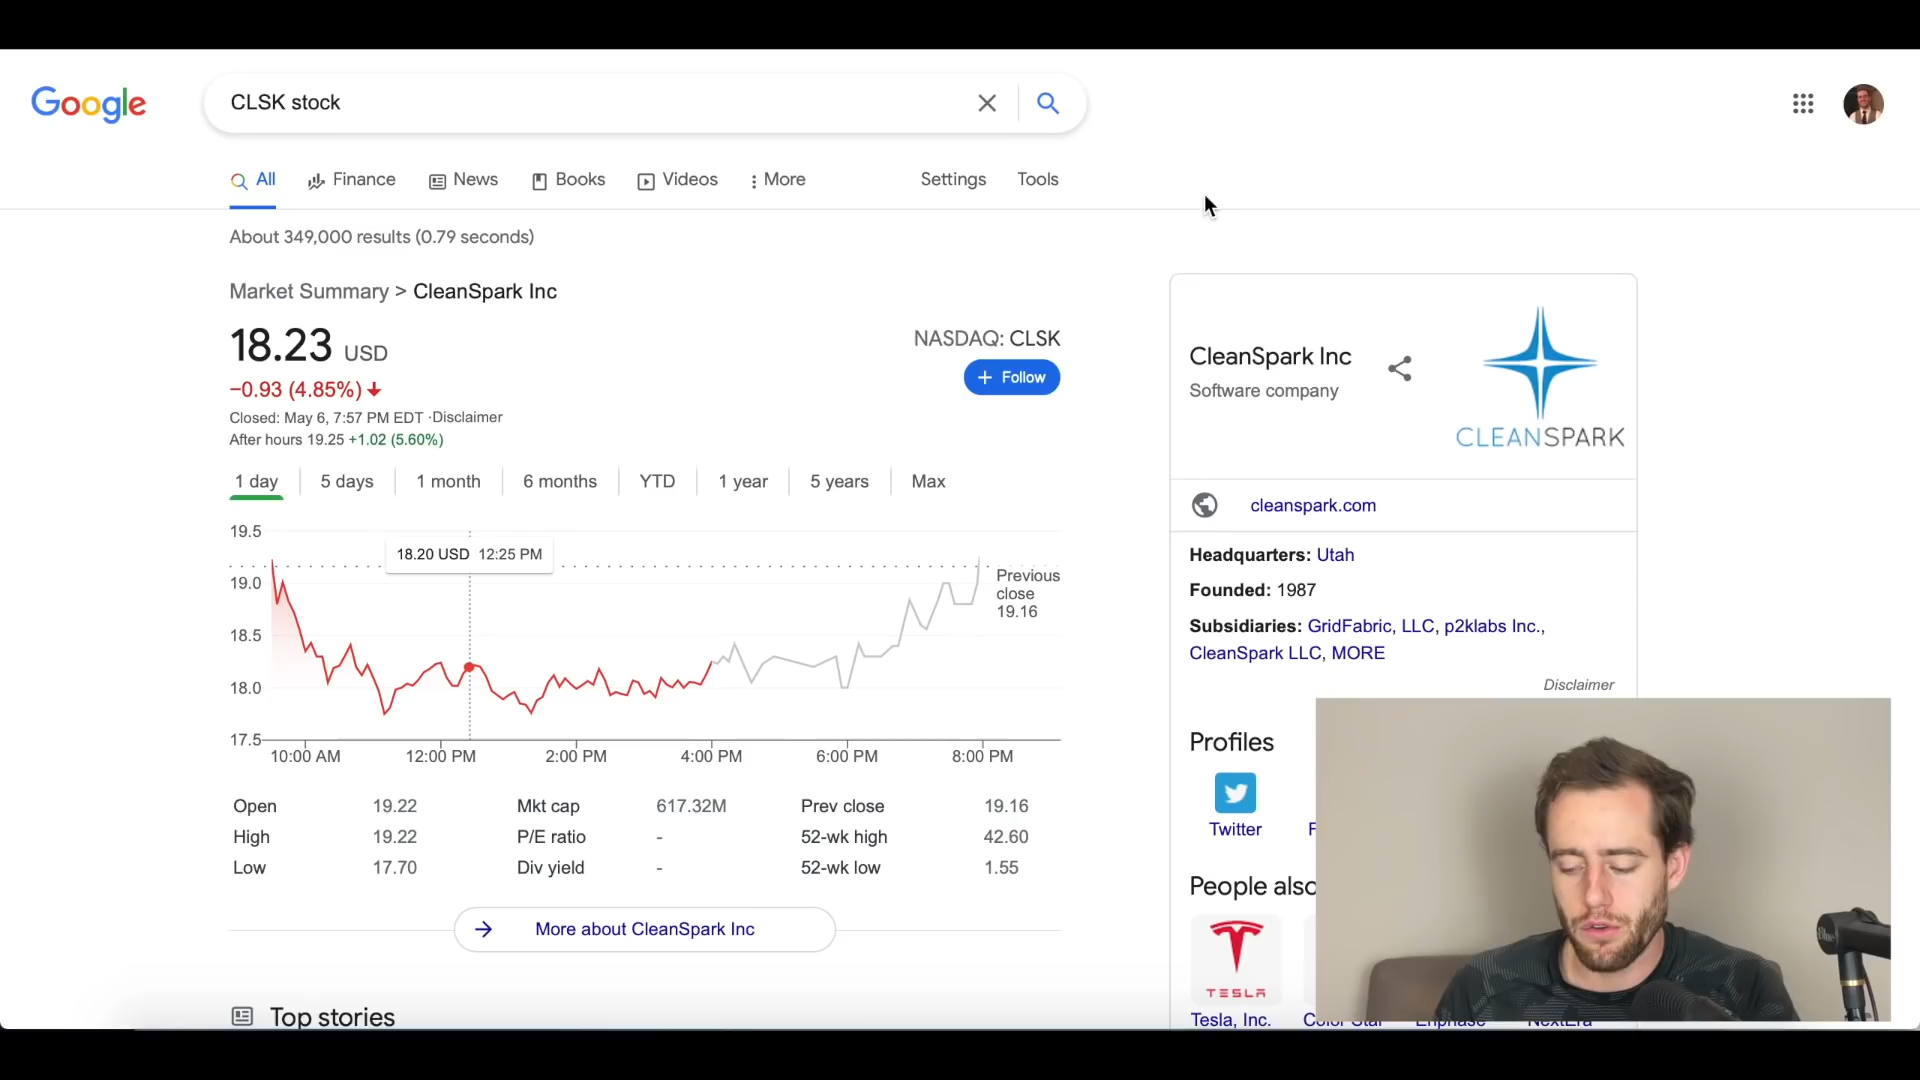 Google
CLSK stock
All
Finance
News
Books
Videos
More
Settings
Tools
About 349,000 results (0.79 seconds)
Market Summary > CleanSpark Inc
18.23 USD
−0.93 (4.85%)
Closed: May 6, 7:57 PM EDT ·Disclaimer
After hours 19.25 +1.02 (5.60%)
NASDAQ: CLSK
+ Follow
1 day
5 days
1 month
6 months
YTD
1 year
5 years
Max
18.20 USD 12:25 PM
19.5
19.0
18.5
18.0
17.5
Previous
close
19.16
10:00 AM
12:00 PM
2:00 PM
4:00 PM
6:00 PM
8:00 PM
Open 19.22 Mkt cap 617.32M Prev close 19.16
High 19.22 P/E ratio - 52-wk high 42.60
Low 17.70 Div yield - 52-wk low 1.55
More about CleanSpark Inc
Top stories
CleanSpark Inc
Software company
CLEANSPARK
cleanspark.com
Headquarters: Utah
Founded: 1987
Subsidiaries: GridFabric, LLC, p2klabs Inc.,
CleanSpark LLC, MORE
Disclaimer
Profiles
Twitter
F
People also
TESLA
Tesla, Inc.
Color Star
Enphase
NextEra
Blue